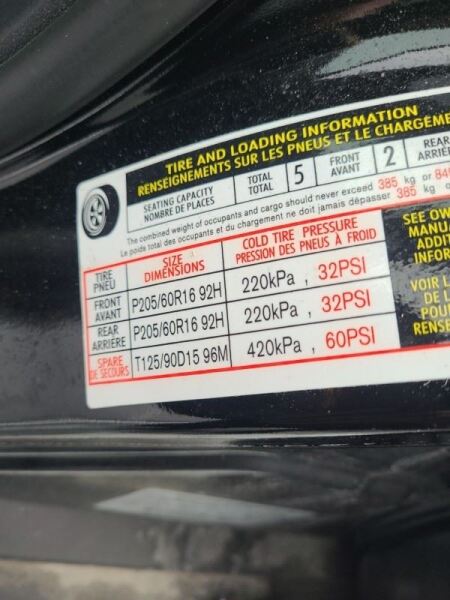 TIRE AND LOADING INFORMATION
RENSEIGNEMENTS SUR LES PNEUS ET LE CHARGEME
SEATING CAPACITY TOTAL 5 FRONT 2 REAR
NOMBRE DE PLACES TOTAL AVANT ARRIÈRE
The combined weight of occupants and cargo should never exceed 385 kg or
Le poids total des occupants et du chargement ne doit jamais dépasser 385 kg
TIRE SIZE COLD TIRE PRESSURE
PNEU DIMENSIONS PRESSION DES PNEUS À FROID
FRONT AVANT P205/60R16 92H 220kPa , 32PSI
REAR ARRIÈRE P205/60R16 92H 220kPa , 32PSI
SPARE DE SECOURS T125/90D15 96M 420kPa , 60PSI
SEE OW
MANUA
ADDIT
INFOR
VOIR L
DE L
POU
RENSE